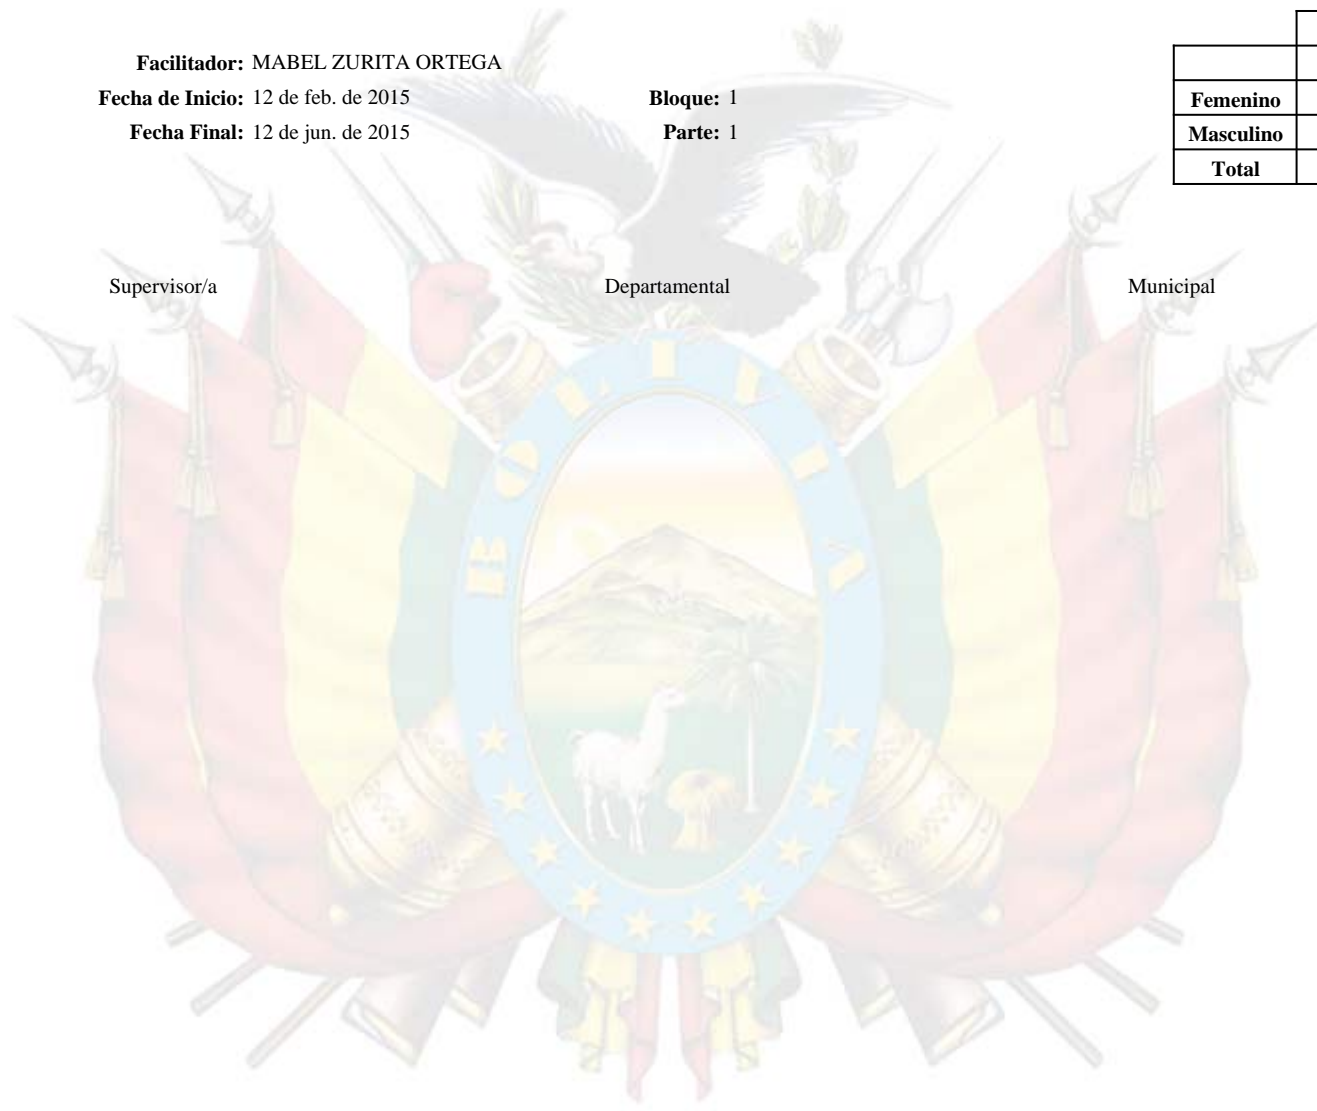 Facilitador: MABEL ZURITA ORTEGA
Fecha de Inicio: 12 de feb. de 2015 Bloque: 1
Femenino
Fecha Final: 12 de jun. de 2015 Parte: 1
Masculino
Total
Supervisor/a Departamental Municipal
BOLIVIA